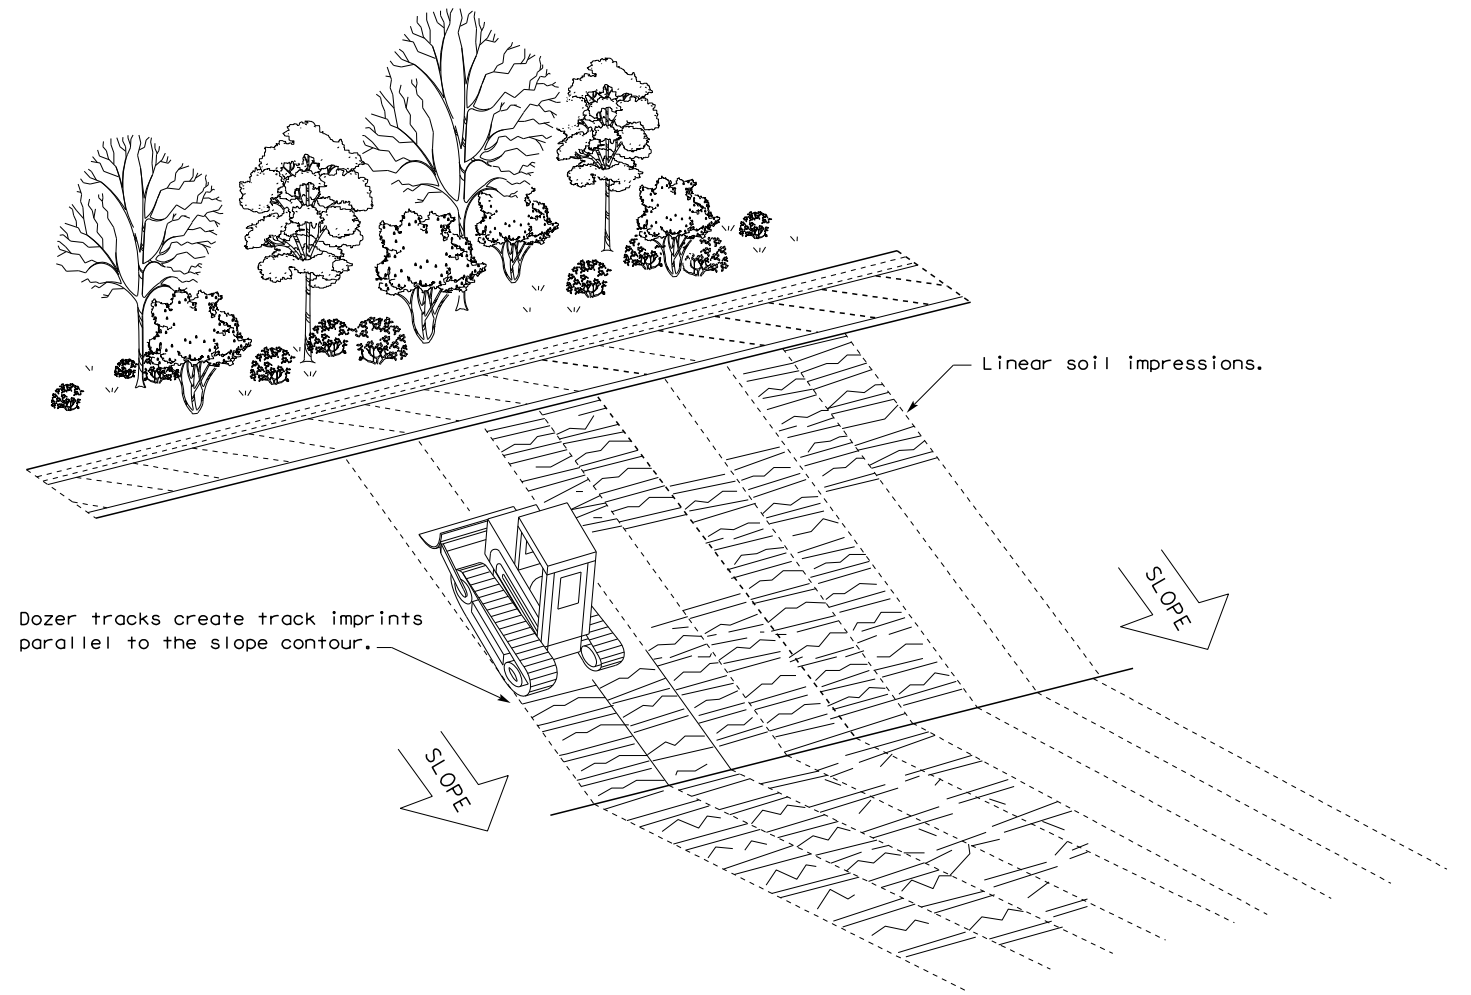 Linear soil impressions.
SLOPE
Dozer tracks create track imprints
parallel to the slope contour.
SLOPE